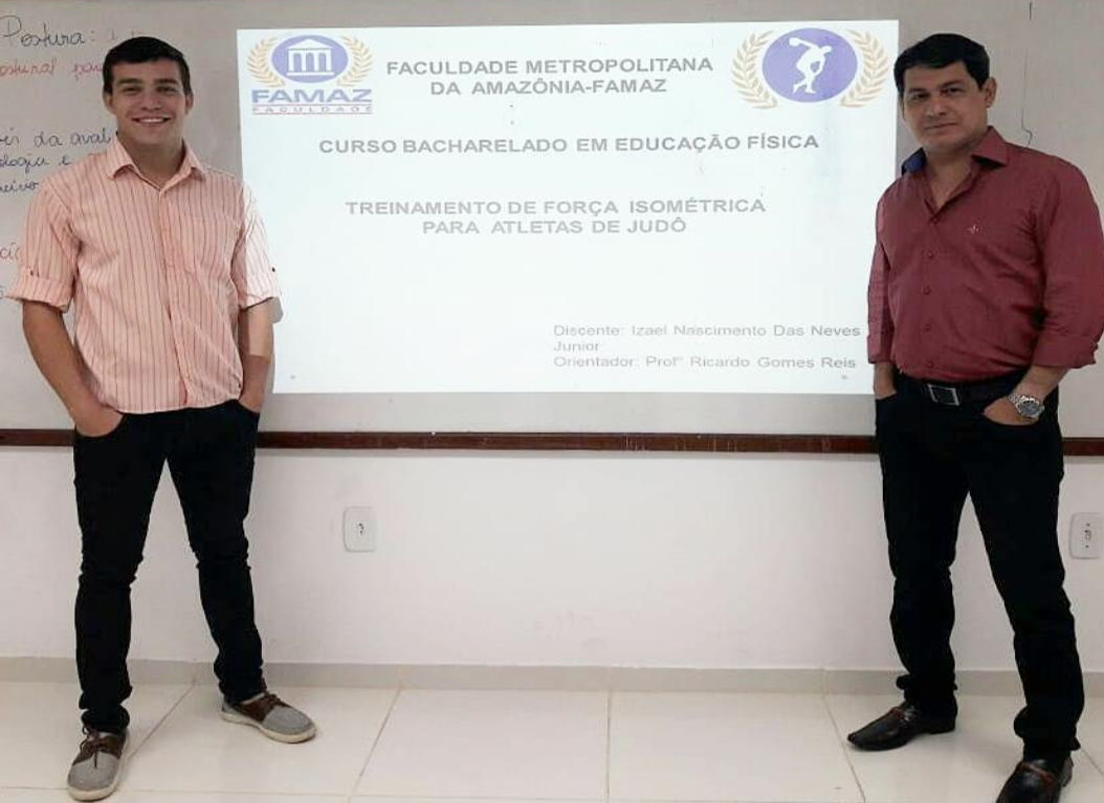 Postura:
FAMAZ
FACULDADE
FACULDADE METROPOLITANA
DA AMAZÔNIA-FAMAZ
CURSO BACHARELADO EM EDUCAÇÃO FÍSICA
TREINAMENTO DE FORÇA ISOMÉTRICA
PARA ATLETAS DE JUDÔ
Discente: Izael Nascimento Das Neves
Junior
Orientador: Profº Ricardo Gomes Reis